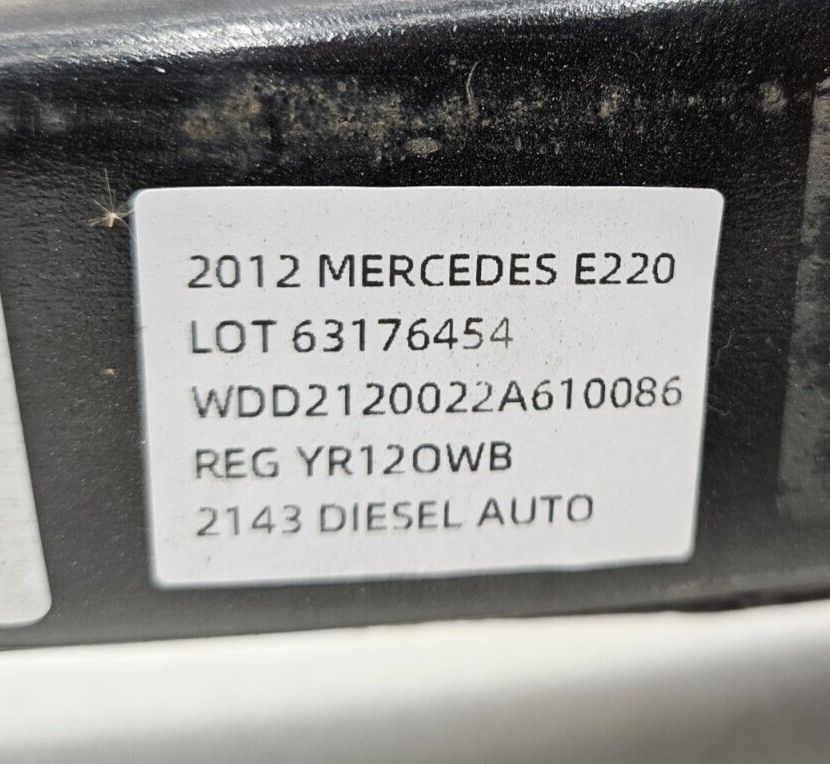 2012 MERCEDES E220
LOT 63176454
WDD2120022A610086
REG YR12OWB
2143 DIESEL AUTO